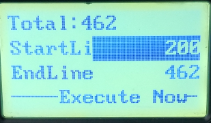 Total:462
StartLi 200
EndLine 462
Execute Now